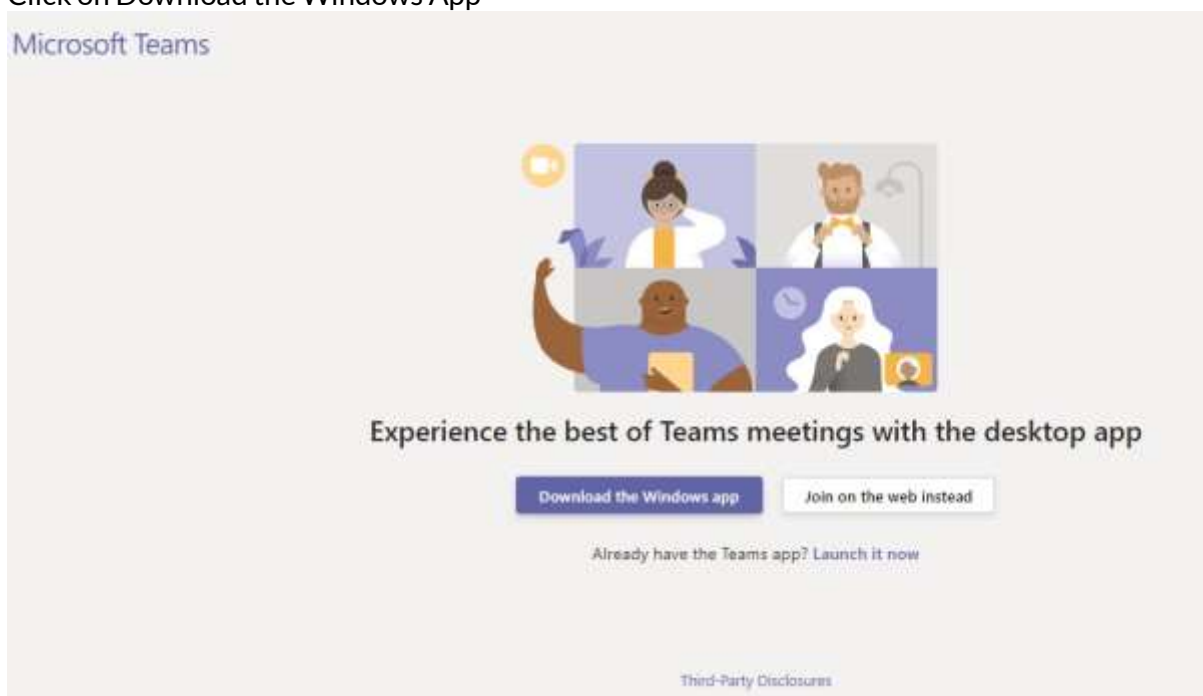 Click on Download the Windows App
Microsoft Teams
Experience the best of Teams meetings with the desktop app
Download the Windows app
Join on the web instead
Already have the Teams app? Launch it now
Third-Party Disclosures